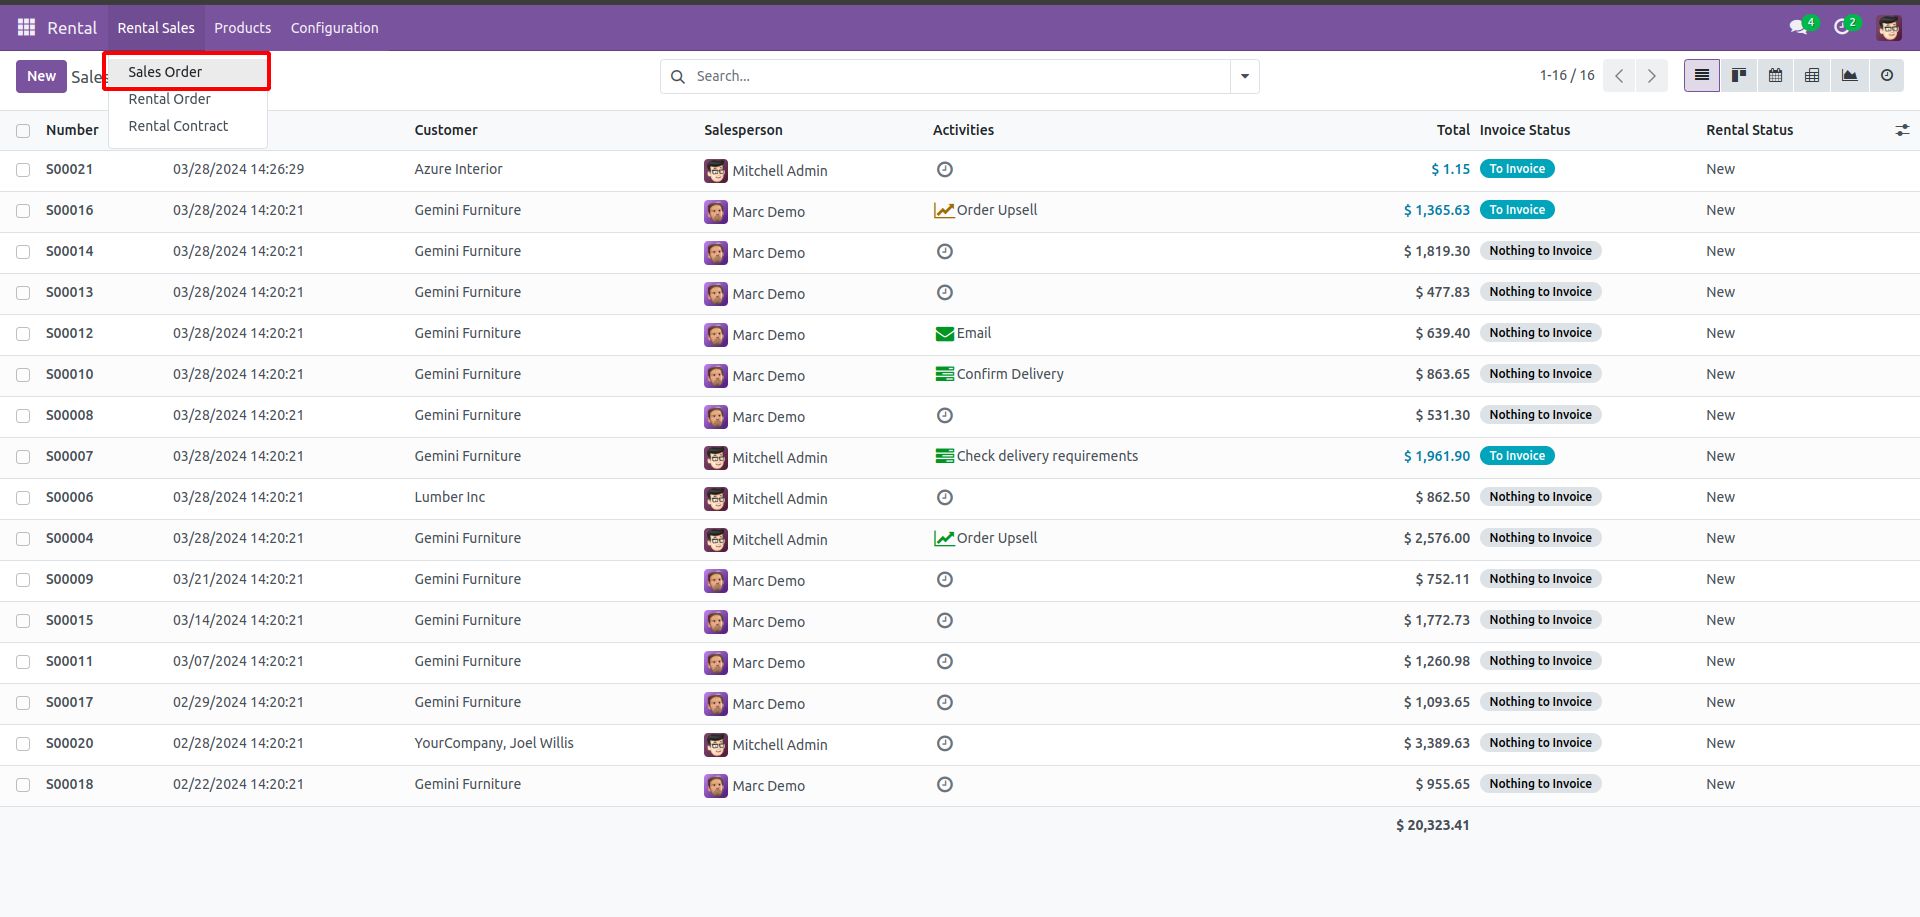 Rental Rental Sales Products Configuration 4 2
New Sales Search... 1-16 / 16
Sales Order
Rental Order
Rental Contract
Number Customer Salesperson Activities Total Invoice Status Rental Status
S00021 03/28/2024 14:26:29 Azure Interior Mitchell Admin $ 1.15 To Invoice New
S00016 03/28/2024 14:20:21 Gemini Furniture Marc Demo Order Upsell $ 1,365.63 To Invoice New
S00014 03/28/2024 14:20:21 Gemini Furniture Marc Demo $ 1,819.30 Nothing to Invoice New
S00013 03/28/2024 14:20:21 Gemini Furniture Marc Demo $ 477.83 Nothing to Invoice New
S00012 03/28/2024 14:20:21 Gemini Furniture Marc Demo Email $ 639.40 Nothing to Invoice New
S00010 03/28/2024 14:20:21 Gemini Furniture Marc Demo Confirm Delivery $ 863.65 Nothing to Invoice New
S00008 03/28/2024 14:20:21 Gemini Furniture Marc Demo $ 531.30 Nothing to Invoice New
S00007 03/28/2024 14:20:21 Gemini Furniture Mitchell Admin Check delivery requirements $ 1,961.90 To Invoice New
S00006 03/28/2024 14:20:21 Lumber Inc Mitchell Admin $ 862.50 Nothing to Invoice New
S00004 03/28/2024 14:20:21 Gemini Furniture Mitchell Admin Order Upsell $ 2,576.00 Nothing to Invoice New
S00009 03/21/2024 14:20:21 Gemini Furniture Marc Demo $ 752.11 Nothing to Invoice New
S00015 03/14/2024 14:20:21 Gemini Furniture Marc Demo $ 1,772.73 Nothing to Invoice New
S00011 03/07/2024 14:20:21 Gemini Furniture Marc Demo $ 1,260.98 Nothing to Invoice New
S00017 02/29/2024 14:20:21 Gemini Furniture Marc Demo $ 1,093.65 Nothing to Invoice New
S00020 02/28/2024 14:20:21 YourCompany, Joel Willis Mitchell Admin $ 3,389.63 Nothing to Invoice New
S00018 02/22/2024 14:20:21 Gemini Furniture Marc Demo $ 955.65 Nothing to Invoice New
$ 20,323.41